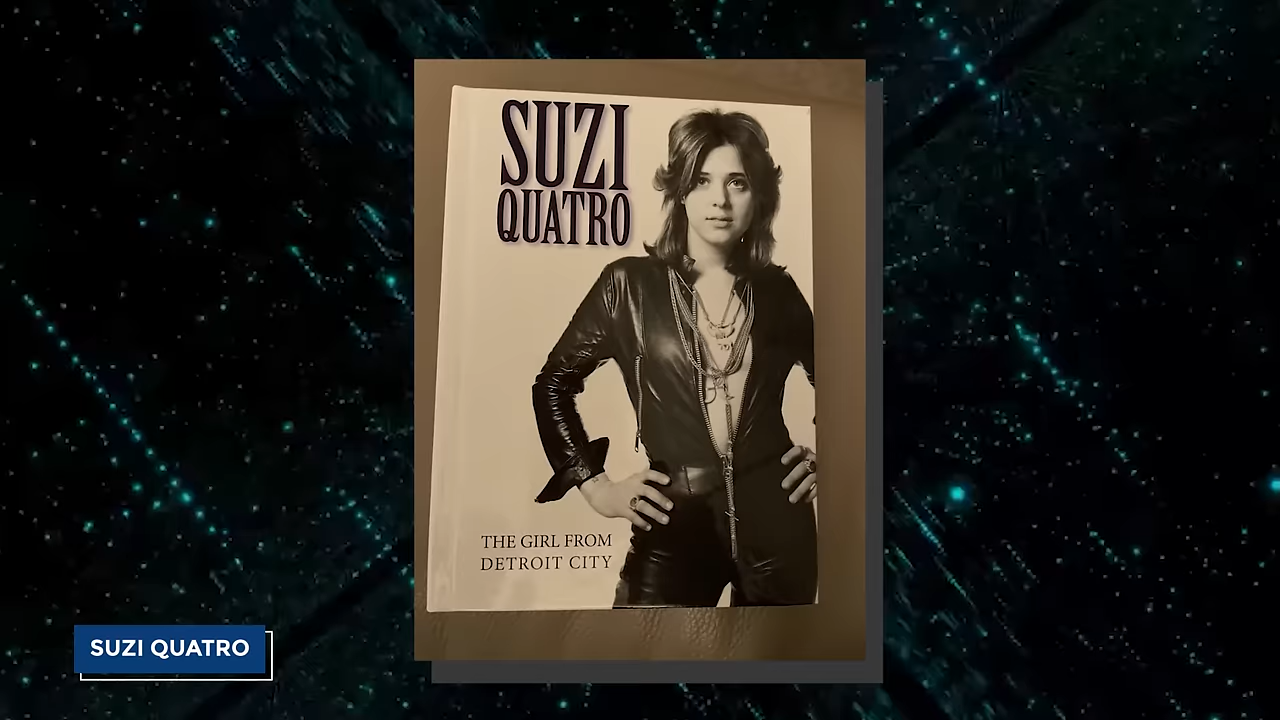 SUZI
QUATRO
THE GIRL FROM
DETROIT CITY
SUZI QUATRO